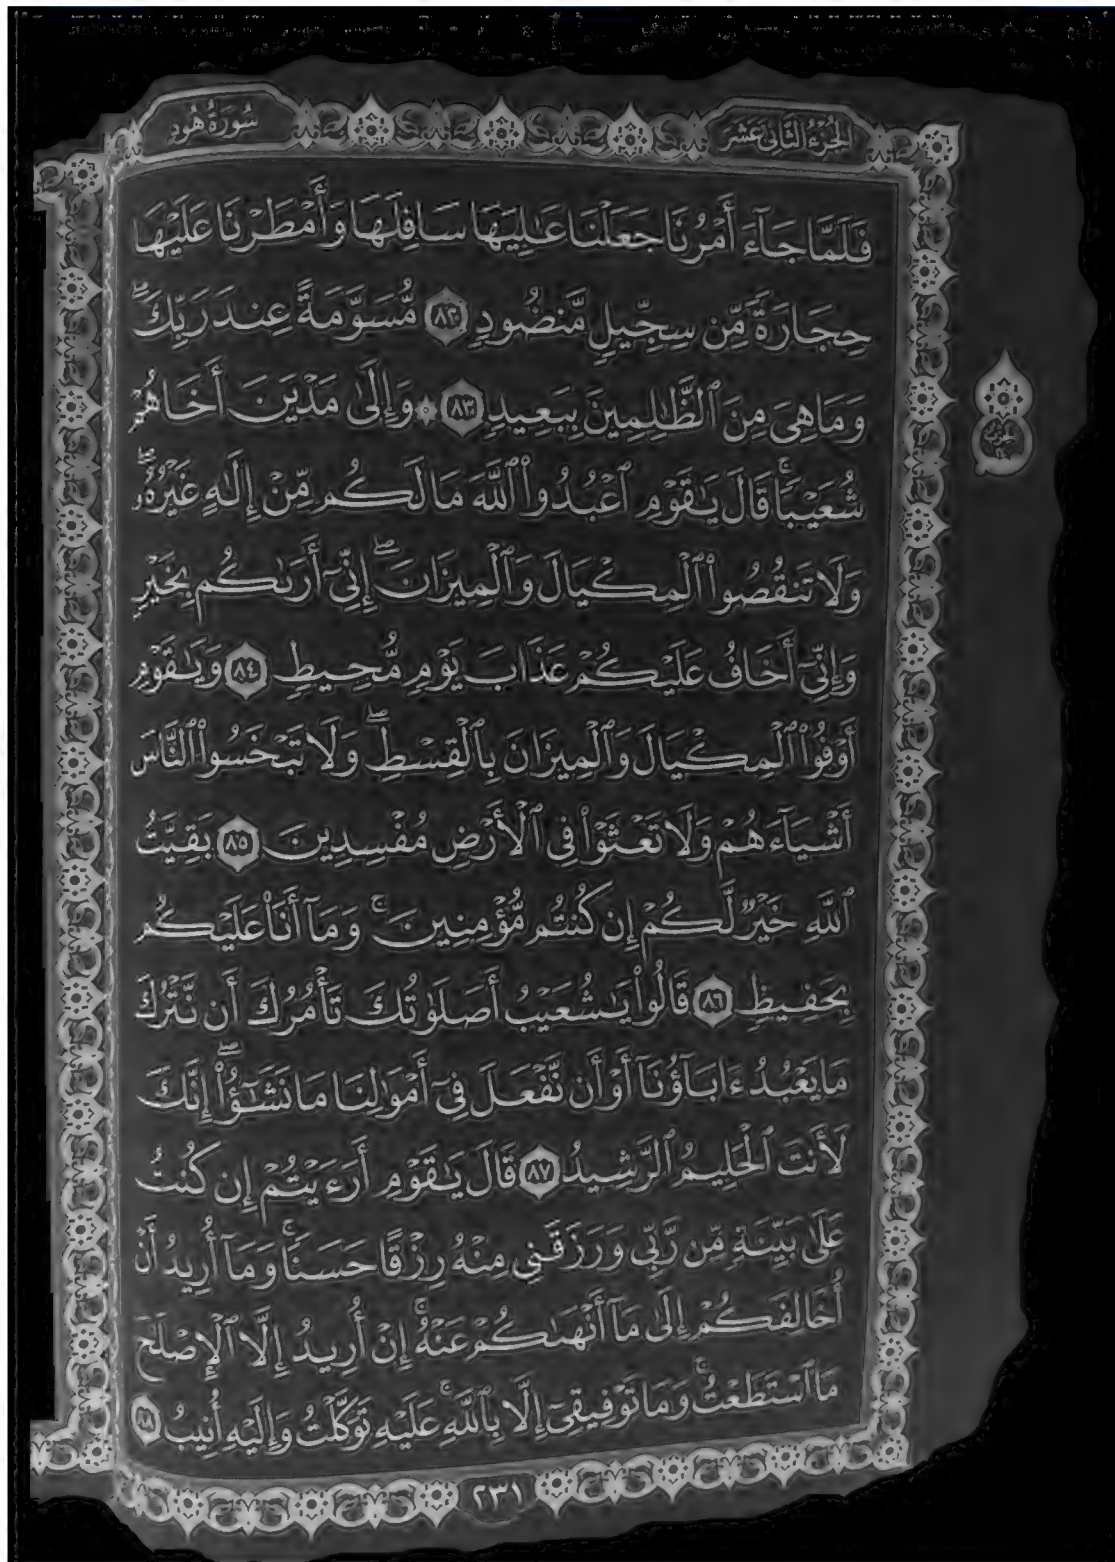 الجزء الثاني عشر
سورة هود
فَلَمَّا جَآءَ أَمْرُنَا جَعَلْنَا عَٰلِيَهَا سَافِلَهَا وَأَمْطَرْنَا عَلَيْهَا
حِجَارَةً مِّن سِجِّيلٍ مَّنضُودٍ ٨٢ مُّسَوَّمَةً عِندَ رَبِّكَۖ
وَمَا هِىَ مِنَ ٱلظَّٰلِمِينَ بِبَعِيدٍ ٨٣ ۞ وَإِلَىٰ مَدْيَنَ أَخَاهُمْ
شُعَيْبًاۚ قَالَ يَٰقَوْمِ ٱعْبُدُوا۟ ٱللَّهَ مَا لَكُم مِّنْ إِلَٰهٍ غَيْرُهُۥۖ
وَلَا تَنقُصُوا۟ ٱلْمِكْيَالَ وَٱلْمِيزَانَۖ إِنِّىٓ أَرَىٰكُم بِخَيْرٍ
وَإِنِّىٓ أَخَافُ عَلَيْكُمْ عَذَابَ يَوْمٍ مُّحِيطٍ ٨٤ وَيَٰقَوْمِ
أَوْفُوا۟ ٱلْمِكْيَالَ وَٱلْمِيزَانَ بِٱلْقِسْطِۖ وَلَا تَبْخَسُوا۟ ٱلنَّاسَ
أَشْيَآءَهُمْ وَلَا تَعْثَوْا۟ فِى ٱلْأَرْضِ مُفْسِدِينَ ٨٥ بَقِيَّتُ
ٱللَّهِ خَيْرٌ لَّكُمْ إِن كُنتُم مُّؤْمِنِينَۚ وَمَآ أَنَا۠ عَلَيْكُم
بِحَفِيظٍ ٨٦ قَالُوا۟ يَٰشُعَيْبُ أَصَلَوٰتُكَ تَأْمُرُكَ أَن نَّتْرُكَ
مَا يَعْبُدُ ءَابَآؤُنَآ أَوْ أَن نَّفْعَلَ فِىٓ أَمْوَٰلِنَا مَا نَشَٰٓؤُا۟ۖ إِنَّكَ
لَأَنتَ ٱلْحَلِيمُ ٱلرَّشِيدُ ٨٧ قَالَ يَٰقَوْمِ أَرَءَيْتُمْ إِن كُنتُ
عَلَىٰ بَيِّنَةٍ مِّن رَّبِّى وَرَزَقَنِى مِنْهُ رِزْقًا حَسَنًاۚ وَمَآ أُرِيدُ أَنْ
أُخَالِفَكُمْ إِلَىٰ مَآ أَنْهَىٰكُمْ عَنْهُۚ إِنْ أُرِيدُ إِلَّا ٱلْإِصْلَٰحَ
مَا ٱسْتَطَعْتُۚ وَمَا تَوْفِيقِىٓ إِلَّا بِٱللَّهِۚ عَلَيْهِ تَوَكَّلْتُ وَإِلَيْهِ أُنِيبُ ٨٨
حزب
٢٣١